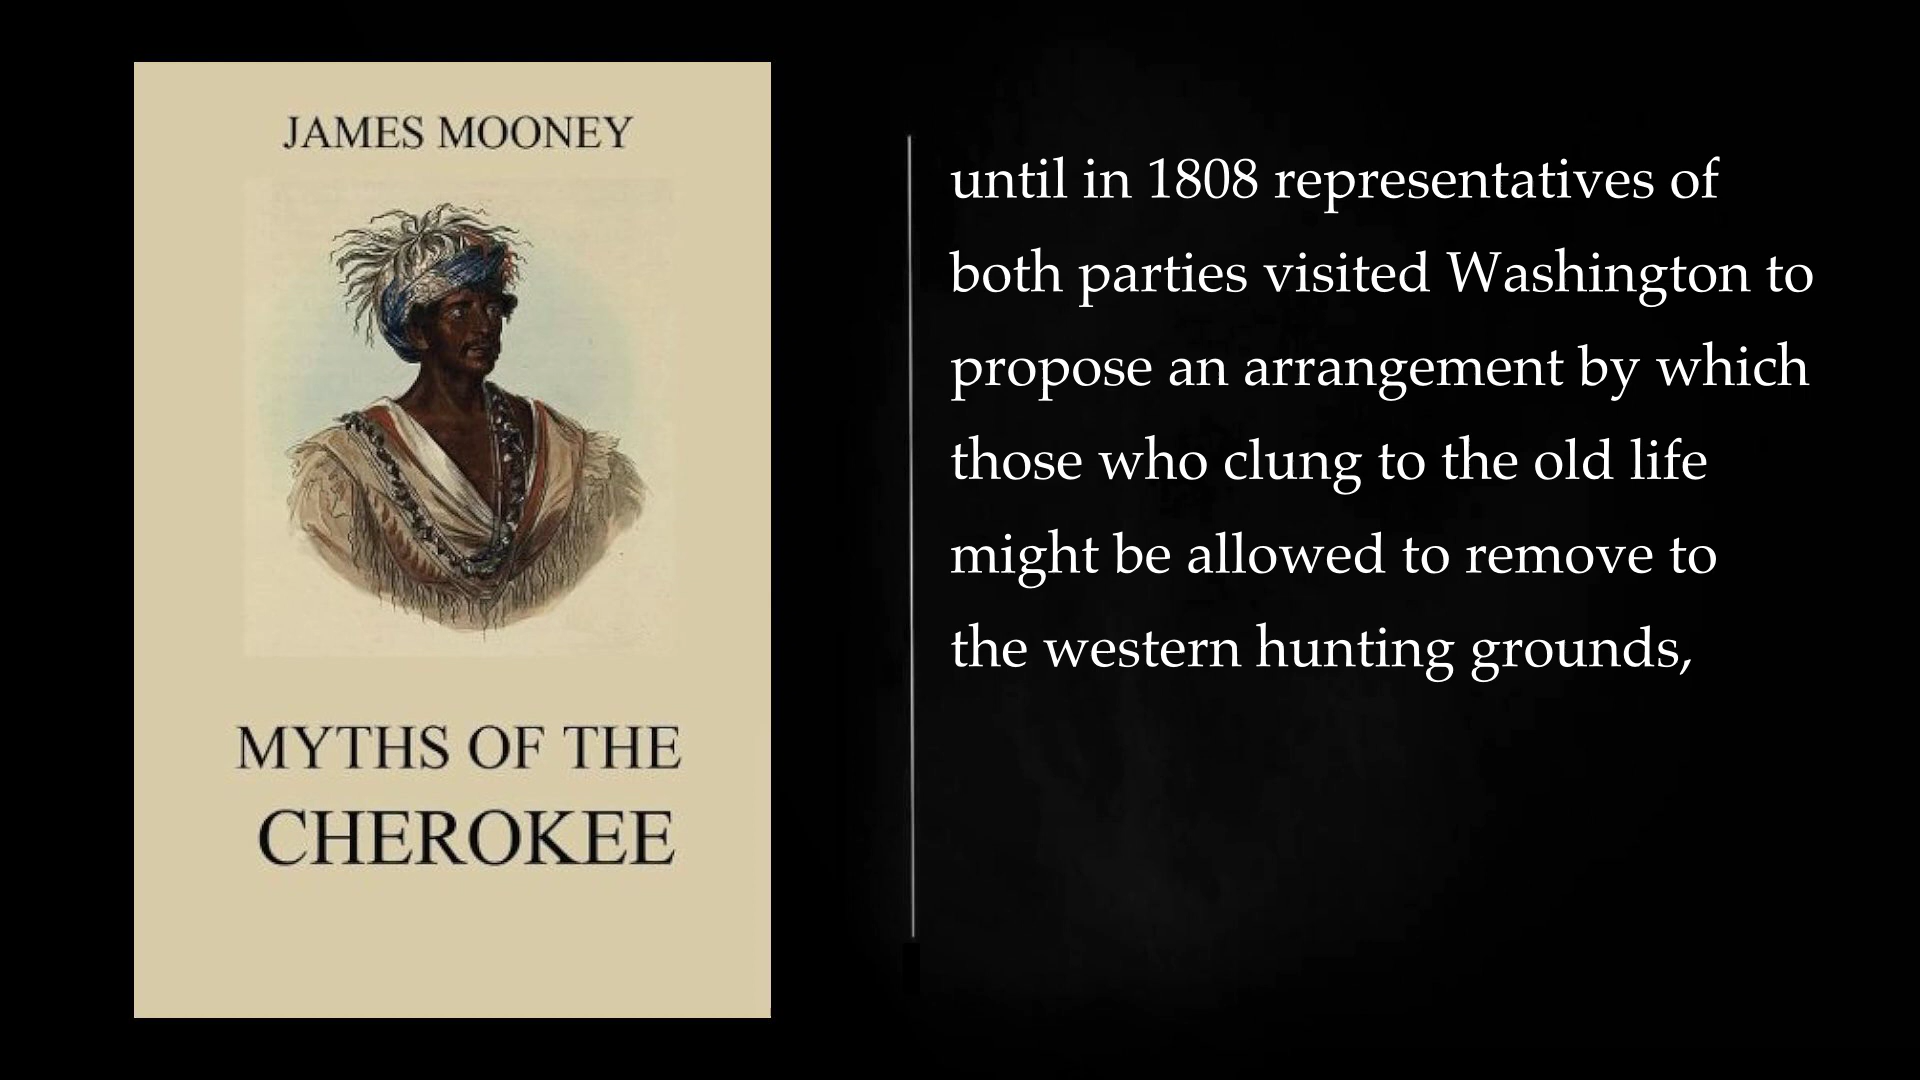 JAMES MOONEY
MYTHS OF THE
CHEROKEE
until in 1808 representatives of
both parties visited Washington to
propose an arrangement by which
those who clung to the old life
might be allowed to remove to
the western hunting grounds,